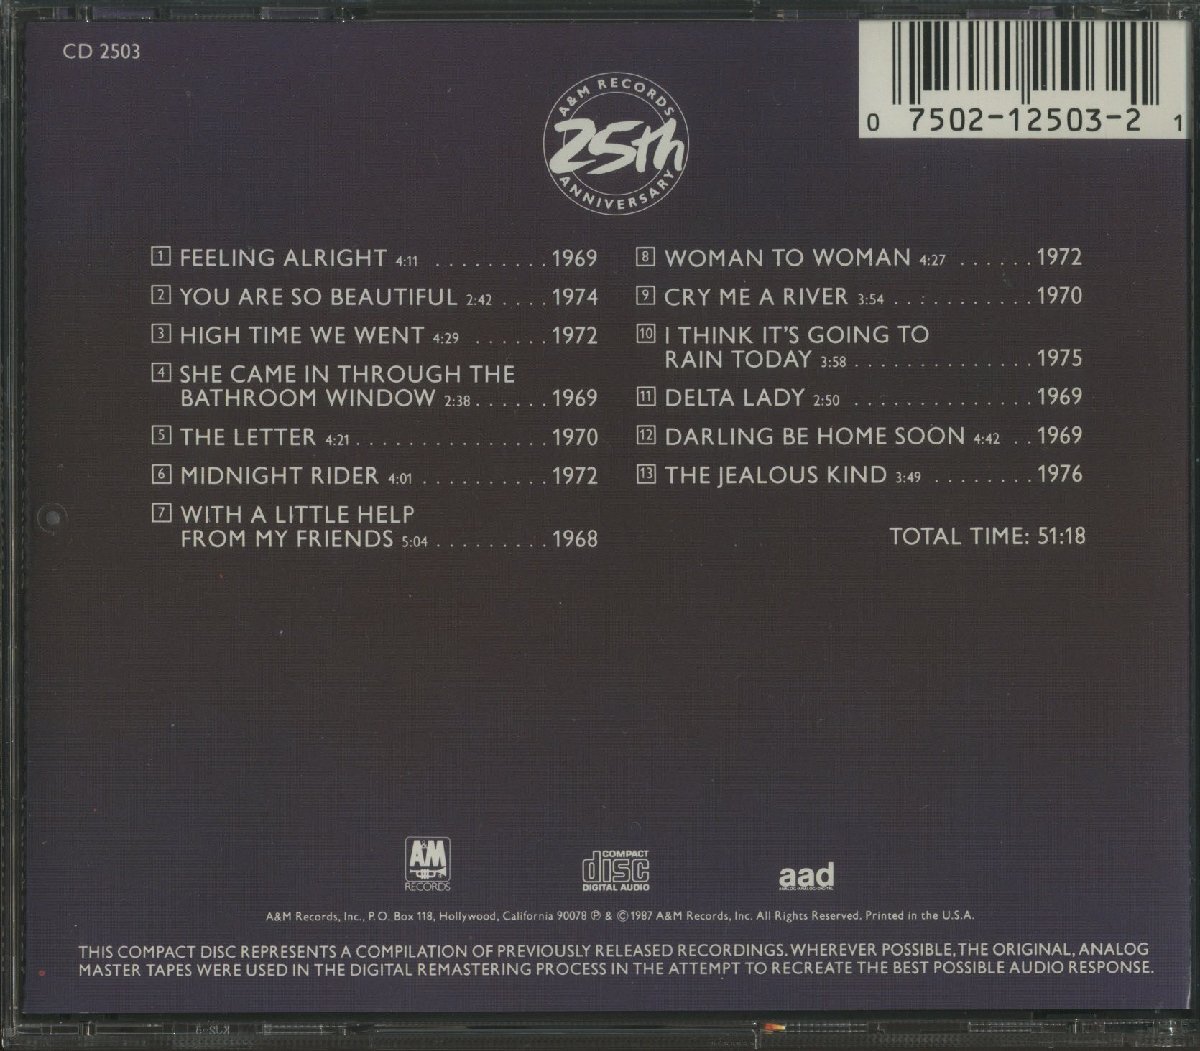 CD 2503
A&M RECORDS
25th
ANNIVERSARY
0 7502-12503-2 1
1 FEELING ALRIGHT 4:11 ......... 1969
2 YOU ARE SO BEAUTIFUL 2:42 .... 1974
3 HIGH TIME WE WENT 4:29 ...... 1972
4 SHE CAME IN THROUGH THE
BATHROOM WINDOW 2:38 ...... 1969
5 THE LETTER 4:21 ................ 1970
6 MIDNIGHT RIDER 4:01 .......... 1972
7 WITH A LITTLE HELP
FROM MY FRIENDS 5:04 ......... 1968
8 WOMAN TO WOMAN 4:27 ...... 1972
9 CRY ME A RIVER 3:54 ........... 1970
10 I THINK IT'S GOING TO
RAIN TODAY 3:58 .............. 1975
11 DELTA LADY 2:50 .............. 1969
12 DARLING BE HOME SOON 4:42 .. 1969
13 THE JEALOUS KIND 3:49 ........ 1976
TOTAL TIME: 51:18
A&M
RECORDS
COMPACT
disc
DIGITAL AUDIO
aad
A&M Records, Inc., P.O. Box 118, Hollywood, California 90078 ℗ & ©1987 A&M Records, Inc. All Rights Reserved. Printed in the U.S.A.
THIS COMPACT DISC REPRESENTS A COMPILATION OF PREVIOUSLY RELEASED RECORDINGS. WHEREVER POSSIBLE, THE ORIGINAL, ANALOG
MASTER TAPES WERE USED IN THE DIGITAL REMASTERING PROCESS IN THE ATTEMPT TO RECREATE THE BEST POSSIBLE AUDIO RESPONSE.